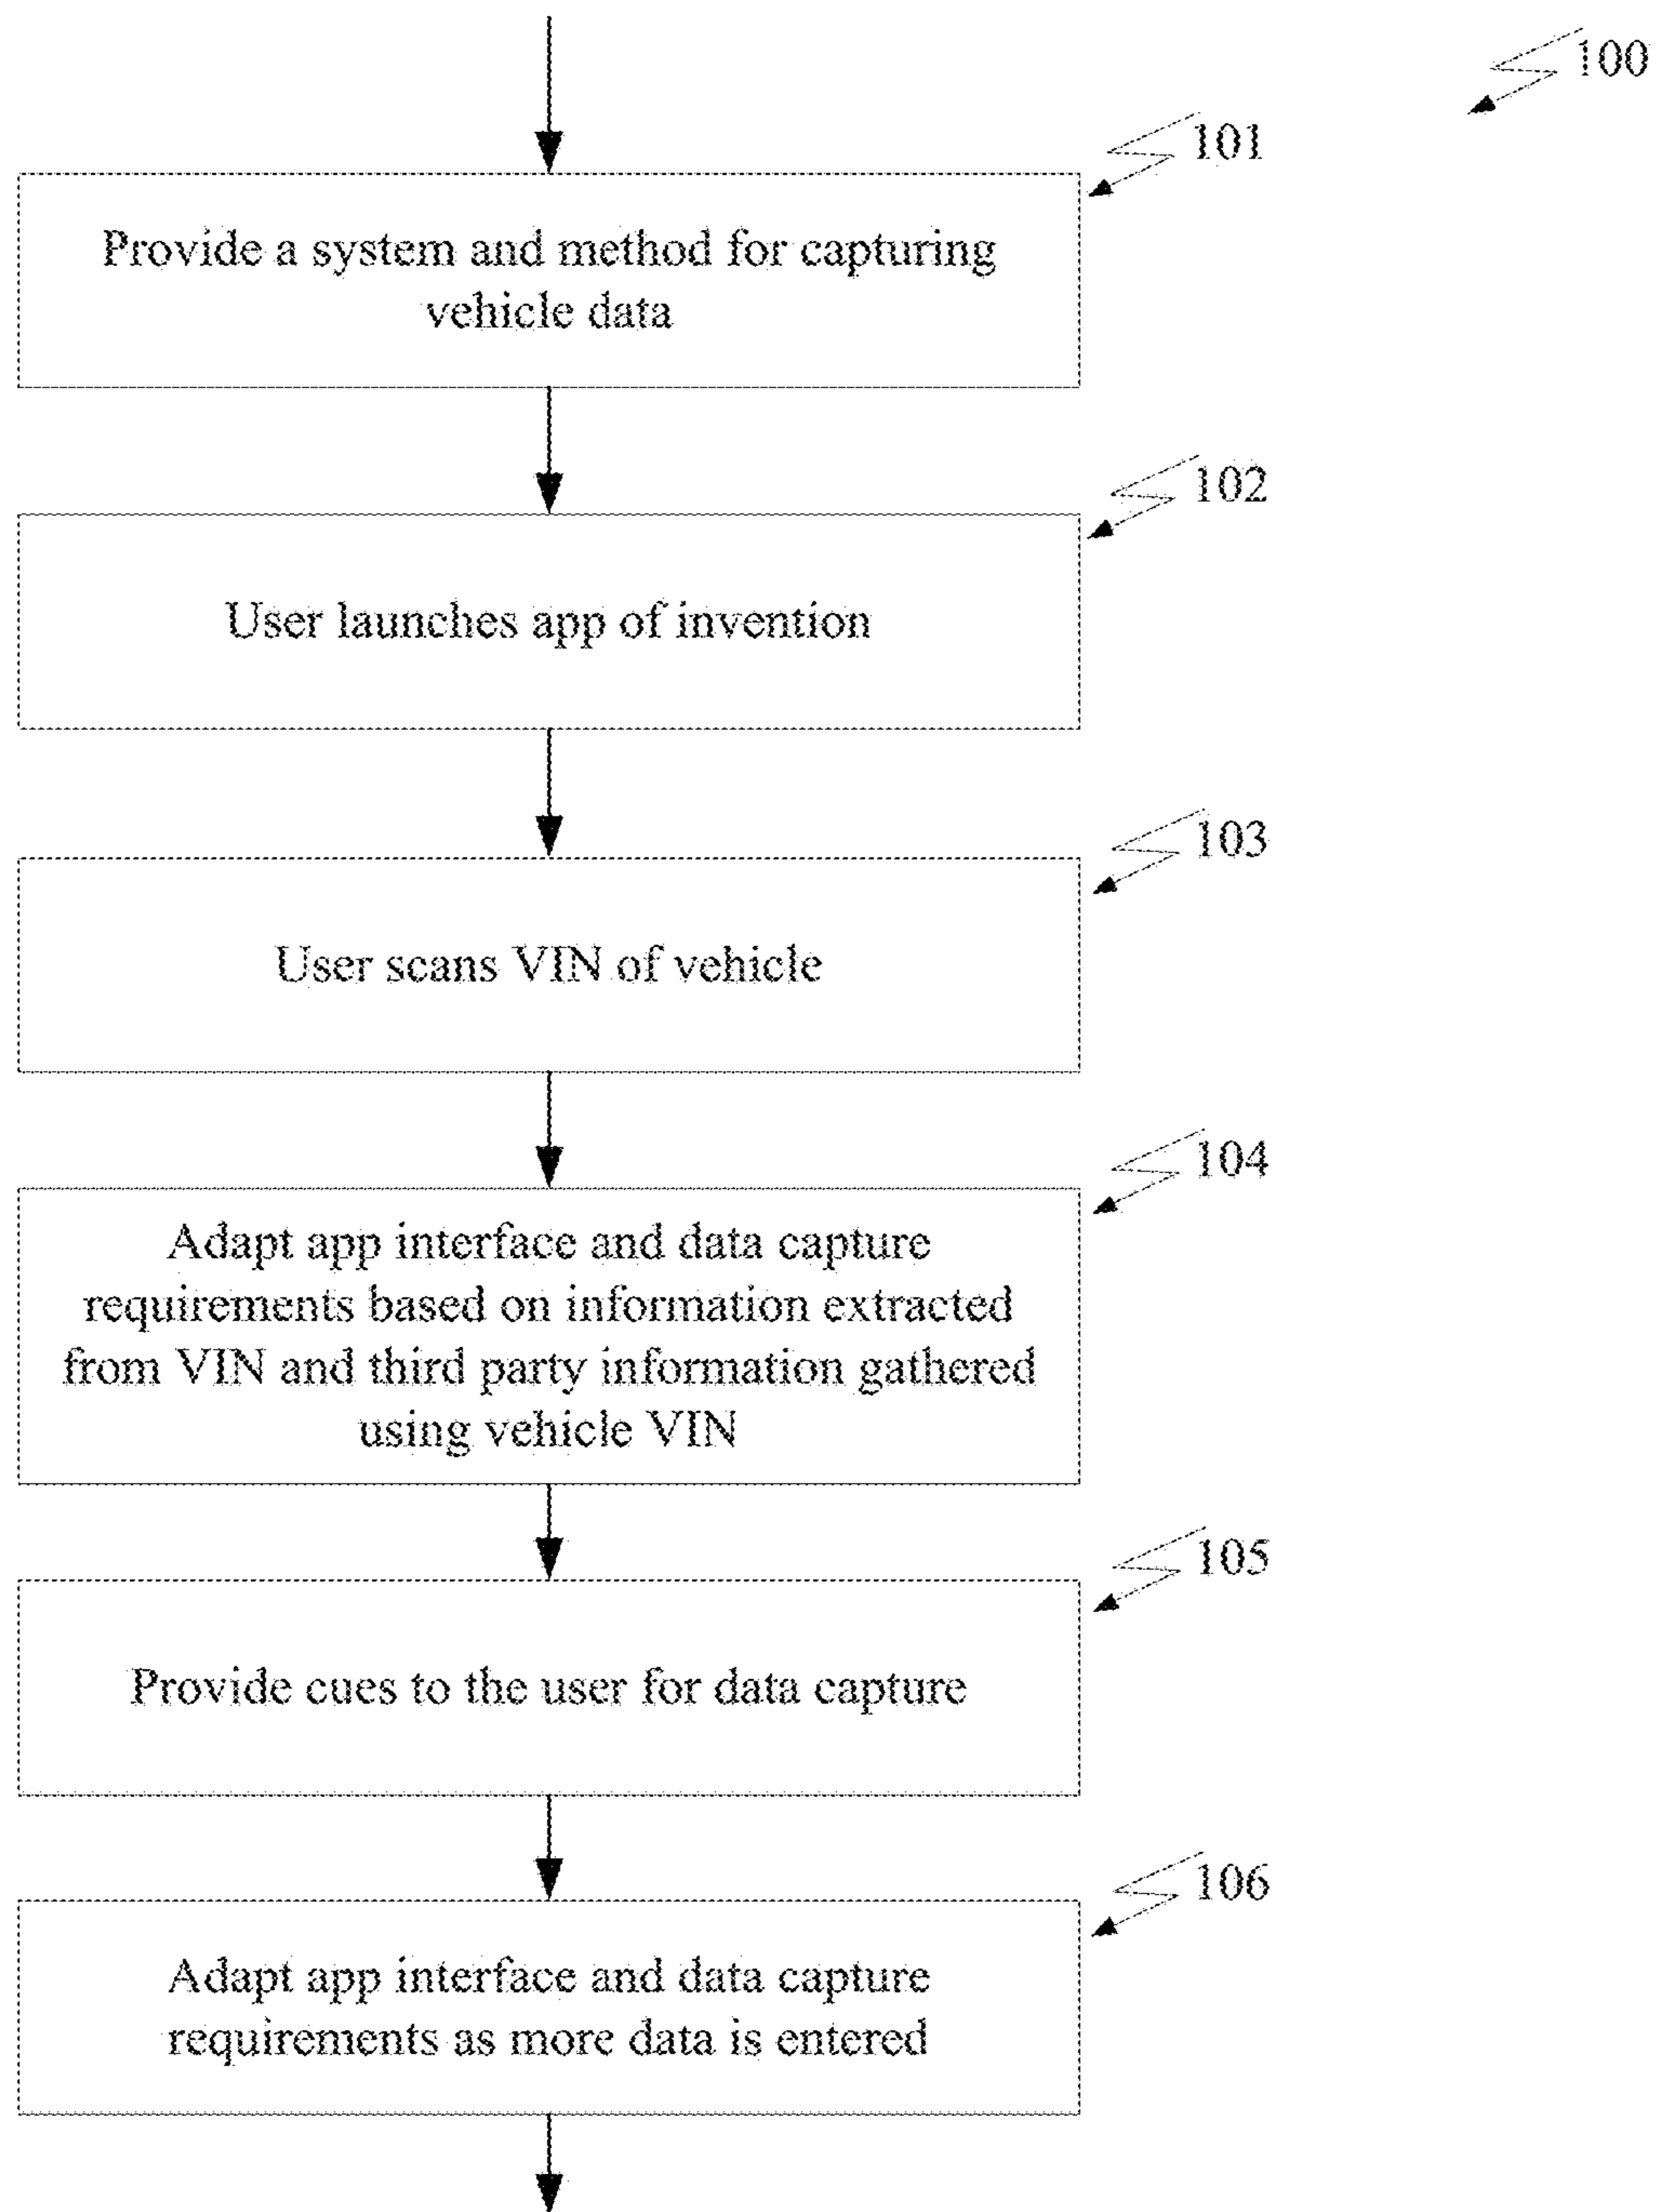 100
101
Provide a system and method for capturing
vehicle data
102
User launches app of invention
103
User scans VIN of vehicle
104
Adapt app interface and data capture
requirements based on information extracted
from VIN and third party information gathered
using vehicle VIN
105
Provide cues to the user for data capture
106
Adapt app interface and data capture
requirements as more data is entered